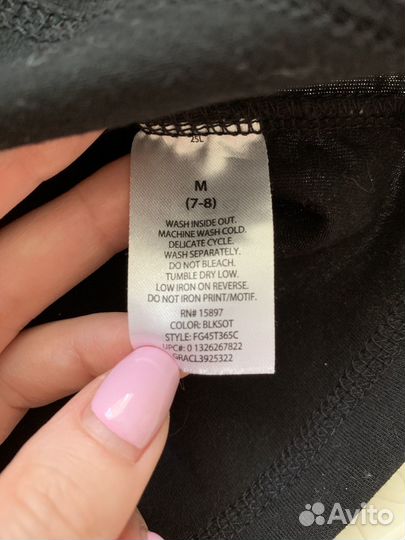 M
(7-8)
WASH INSIDE OUT.
MACHINE WASH COLD.
DELICATE CYCLE.
WASH SEPARATELY.
DO NOT BLEACH.
TUMBLE DRY LOW.
LOW IRON ON REVERSE.
DO NOT IRON PRINT/MOTIF.
RN# 15897
COLOR: BLKSOT
STYLE: FG45T365C
UPC#: 0 1326267822
GRACL3925322
Avito